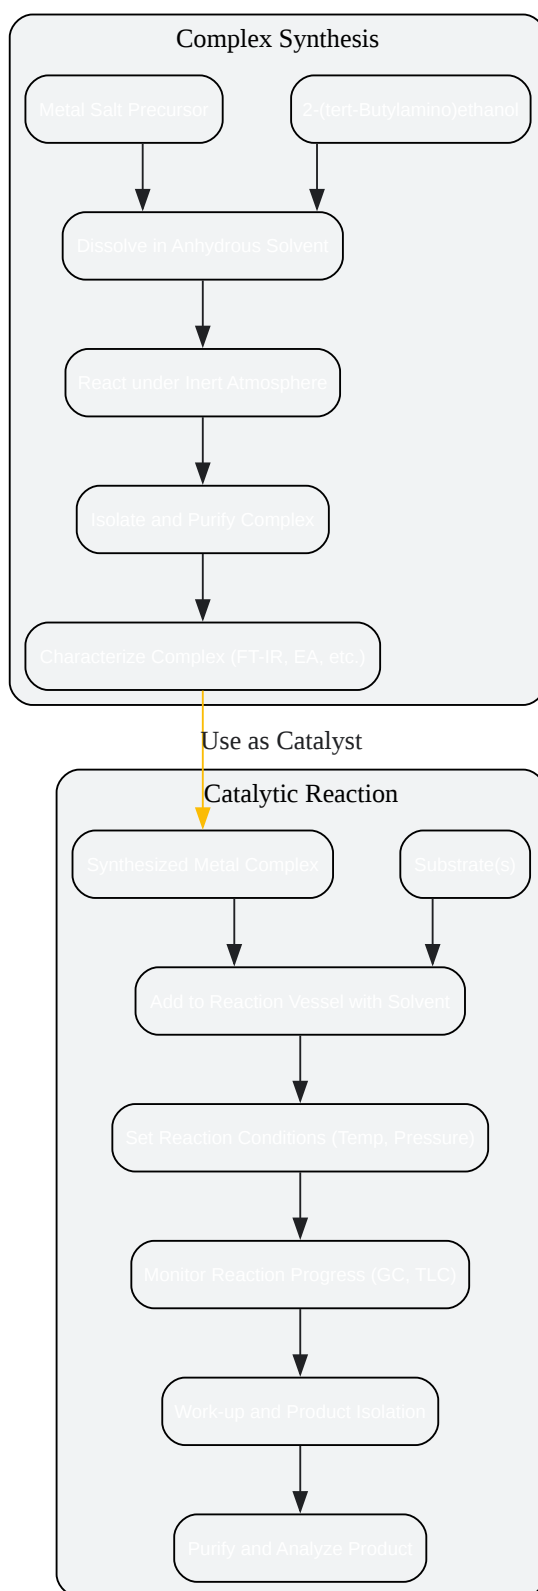 Complex Synthesis
Metal Salt Precursor
2-(tert-Butylamino)ethanol
Dissolve in Anhydrous Solvent
React under Inert Atmosphere
Isolate and Purify Complex
Characterize Complex (FT-IR, EA, etc.)
Use as Catalyst
Catalytic Reaction
Synthesized Metal Complex
Substrate(s)
Add to Reaction Vessel with Solvent
Set Reaction Conditions (Temp, Pressure)
Monitor Reaction Progress (GC, TLC)
Work-up and Product Isolation
Purify and Analyze Product